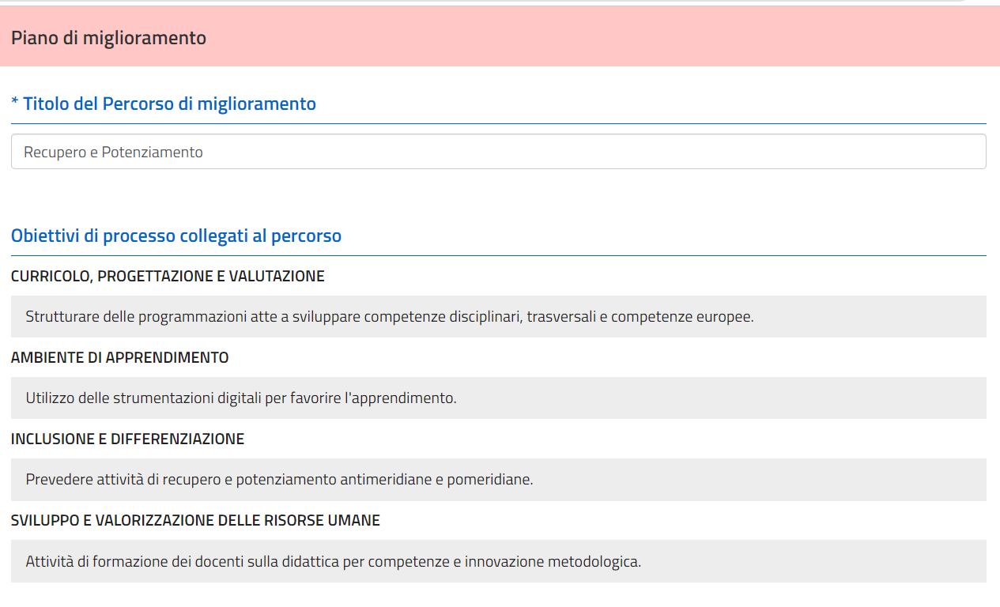 Piano di miglioramento
* Titolo del Percorso di miglioramento
Recupero e Potenziamento
Obiettivi di processo collegati al percorso
CURRICOLO, PROGETTAZIONE E VALUTAZIONE
Strutturare delle programmazioni atte a sviluppare competenze disciplinari, trasversali e competenze europee.
AMBIENTE DI APPRENDIMENTO
Utilizzo delle strumentazioni digitali per favorire l'apprendimento.
INCLUSIONE E DIFFERENZIAZIONE
Prevedere attività di recupero e potenziamento antimeridiane e pomeridiane.
SVILUPPO E VALORIZZAZIONE DELLE RISORSE UMANE
Attività di formazione dei docenti sulla didattica per competenze e innovazione metodologica.